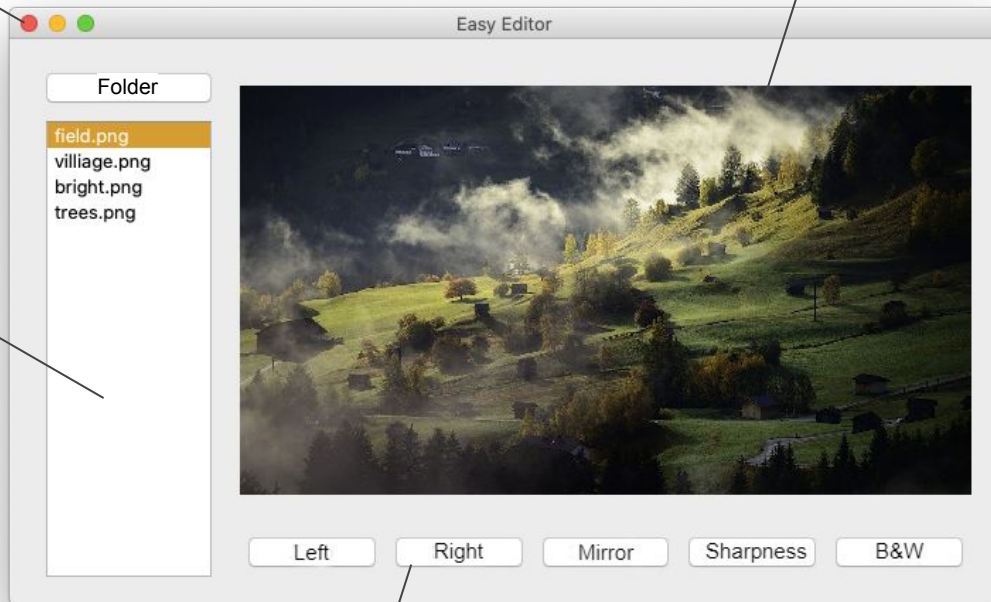 Easy Editor
Folder
field.png
villiage.png
bright.png
trees.png
Left
Right
Mirror
Sharpness
B&W